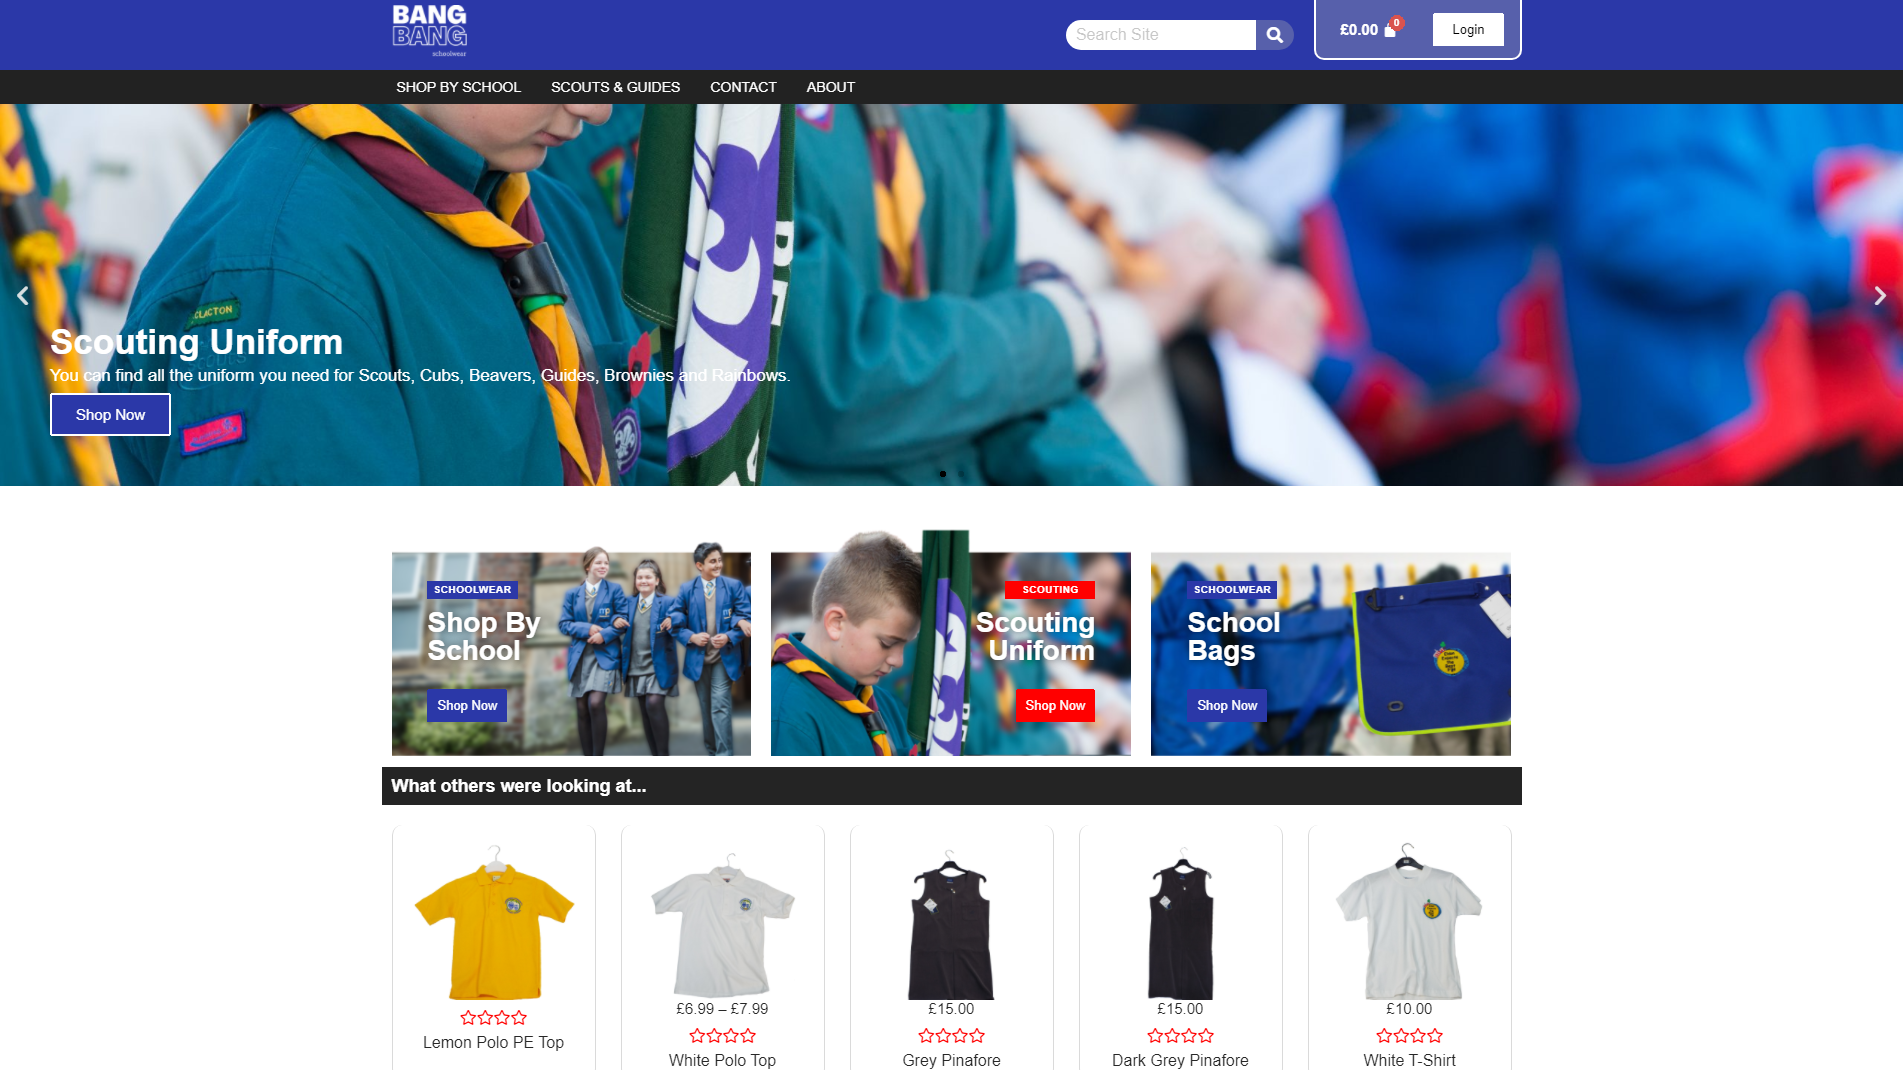 BANG
BANG
schoolwear
Search Site
£0.00
0
Login
SHOP BY SCHOOL
SCOUTS & GUIDES
CONTACT
ABOUT
CLACTON
Scouting Uniform
You can find all the uniform you need for Scouts, Cubs, Beavers, Guides, Brownies and Rainbows.
Shop Now
SCHOOLWEAR
Shop By
School
Shop Now
SCOUTING
Scouting
Uniform
Shop Now
SCHOOLWEAR
School
Bags
Shop Now
What others were looking at...
Lemon Polo PE Top
£6.99 – £7.99
White Polo Top
£15.00
Grey Pinafore
£15.00
Dark Grey Pinafore
£10.00
White T-Shirt